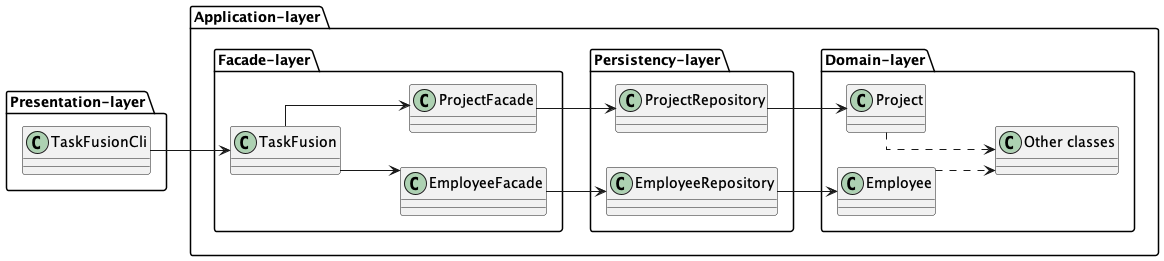 Application-layer
Facade-layer
Persistency-layer
Domain-layer
Presentation-layer
C ProjectFacade
C ProjectRepository
C Project
C TaskFusionCli
C TaskFusion
C Other classes
C EmployeeFacade
C EmployeeRepository
C Employee